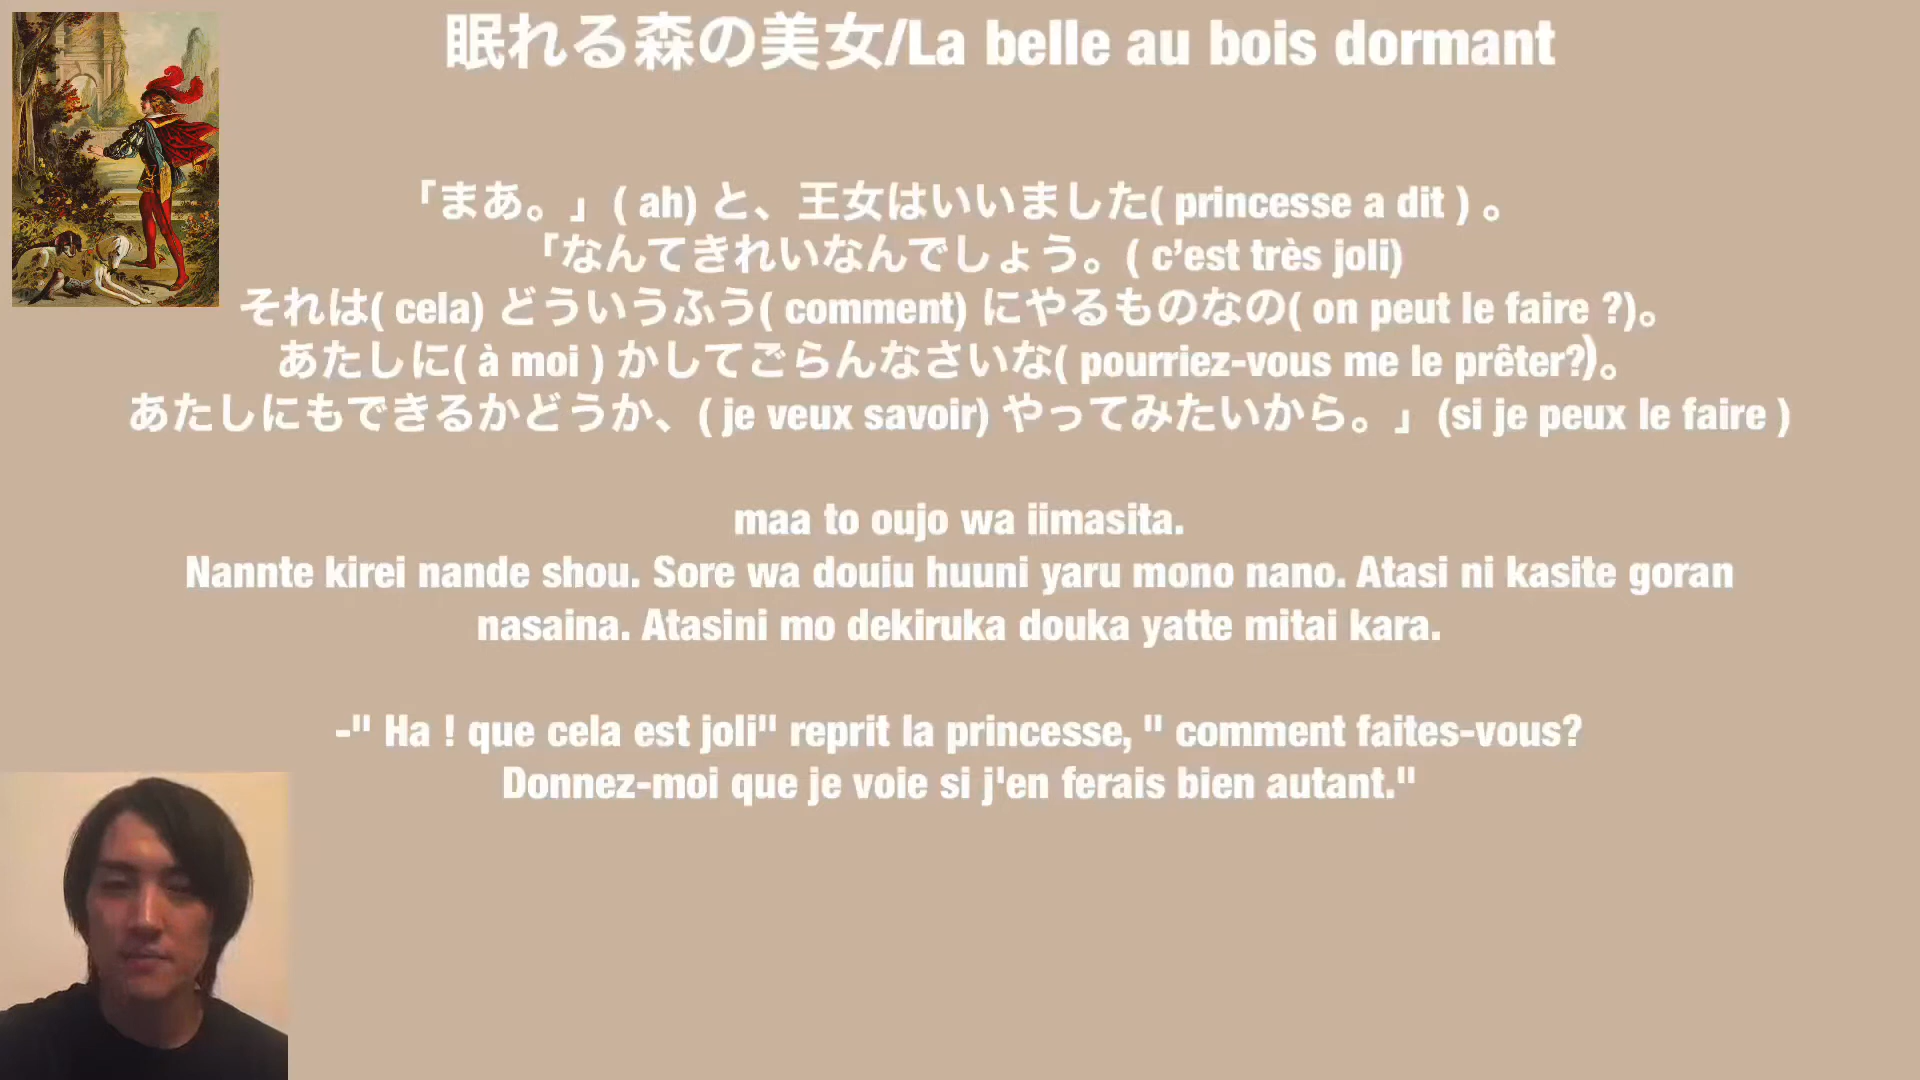 眠れる森の美女/La belle au bois dormant
「まあ。」( ah) と、王女はいいました( princesse a dit ) 。
「なんてきれいなんでしょう。( c’est très joli)
それは( cela) どういうふう( comment) にやるものなの( on peut le faire ?)。
あたしに( à moi ) かしてごらんなさいな( pourriez-vous me le prêter?)。
あたしにもできるかどうか、( je veux savoir) やってみたいから。」(si je peux le faire )
maa to oujo wa iimasita.
Nannte kirei nande shou. Sore wa douiu huuni yaru mono nano. Atasi ni kasite goran
nasaina. Atasini mo dekiruka douka yatte mitai kara.
-" Ha ! que cela est joli" reprit la princesse, " comment faites-vous?
Donnez-moi que je voie si j'en ferais bien autant."